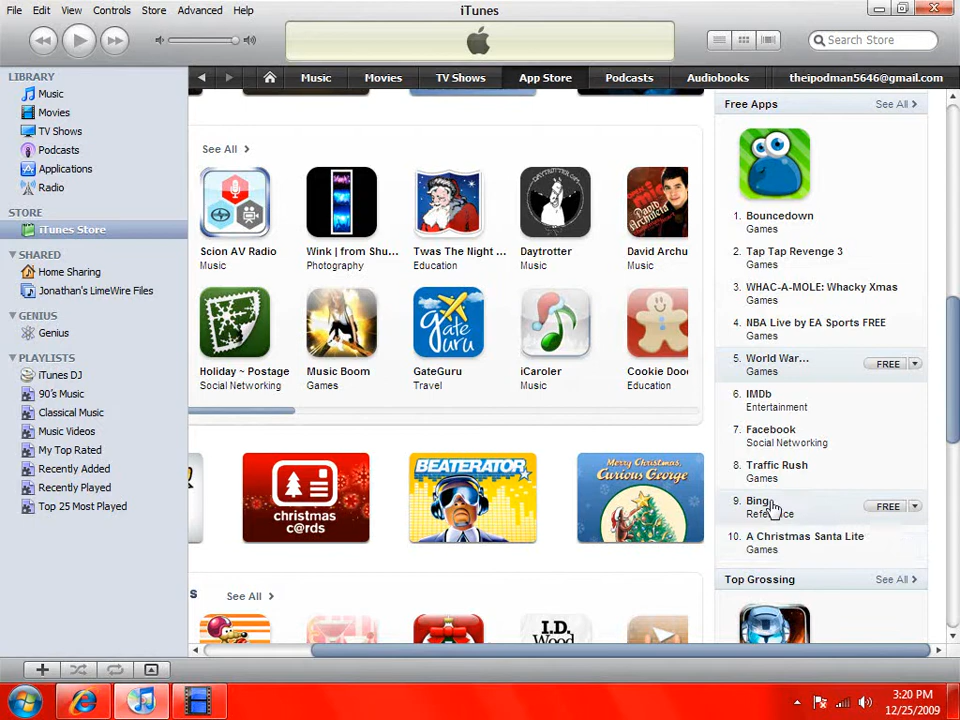 File Edit View Controls Store Advanced Help
iTunes
Search Store
LIBRARY
Music
Movies
TV Shows
Podcasts
Applications
Radio
STORE
iTunes Store
SHARED
Home Sharing
Jonathan's LimeWire Files
GENIUS
Genius
PLAYLISTS
iTunes DJ
90's Music
Classical Music
Music Videos
My Top Rated
Recently Added
Recently Played
Top 25 Most Played
Music Movies TV Shows App Store Podcasts Audiobooks theipodman5646@gmail.com
See All
Scion AV Radio
Music
Wink | from Shu...
Photography
Twas The Night ...
Education
DAYTROTTER.COM
Daytrotter
Music
David Archu
Music
Holiday ~ Postage
Social Networking
Music Boom
Games
gate
guru
GateGuru
Travel
iCaroler
Music
Cookie Dood
Education
christmas
c@rds
BEATERATOR
Merry Christmas,
Curious George
s See All
I.D.
Wood
Free Apps See All
1. Bouncedown
Games
2. Tap Tap Revenge 3
Games
3. WHAC-A-MOLE: Whacky Xmas
Games
4. NBA Live by EA Sports FREE
Games
5. World War... FREE
Games
6. IMDb
Entertainment
7. Facebook
Social Networking
8. Traffic Rush
Games
9. Bing FREE
10. A Christmas Santa Lite
Games
Top Grossing See All
3:20 PM
12/25/2009